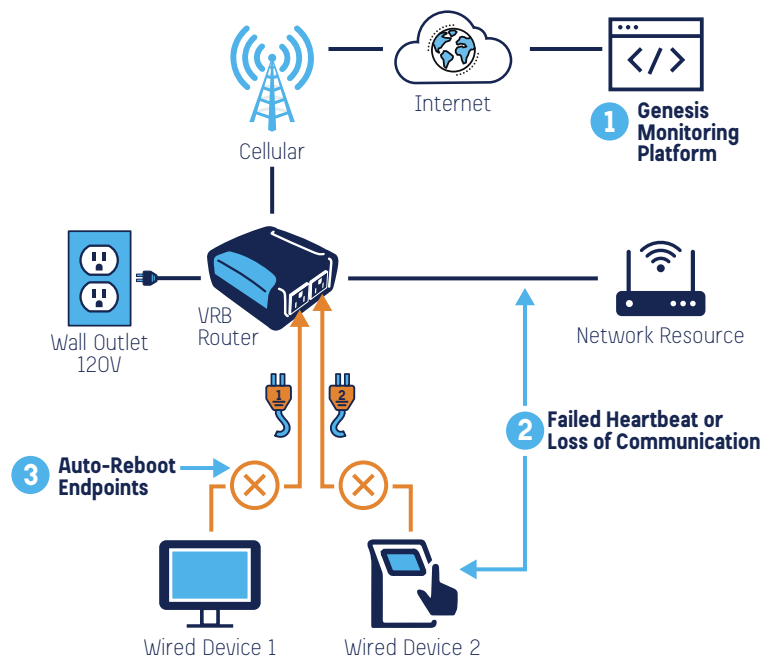 Internet
</>
1
Genesis
Monitoring
Platform
Cellular
Wall Outlet
120V
VRB
Router
Network Resource
1
2
2
Failed Heartbeat or
Loss of Communication
3
Auto-Reboot
Endpoints
Wired Device 1
Wired Device 2